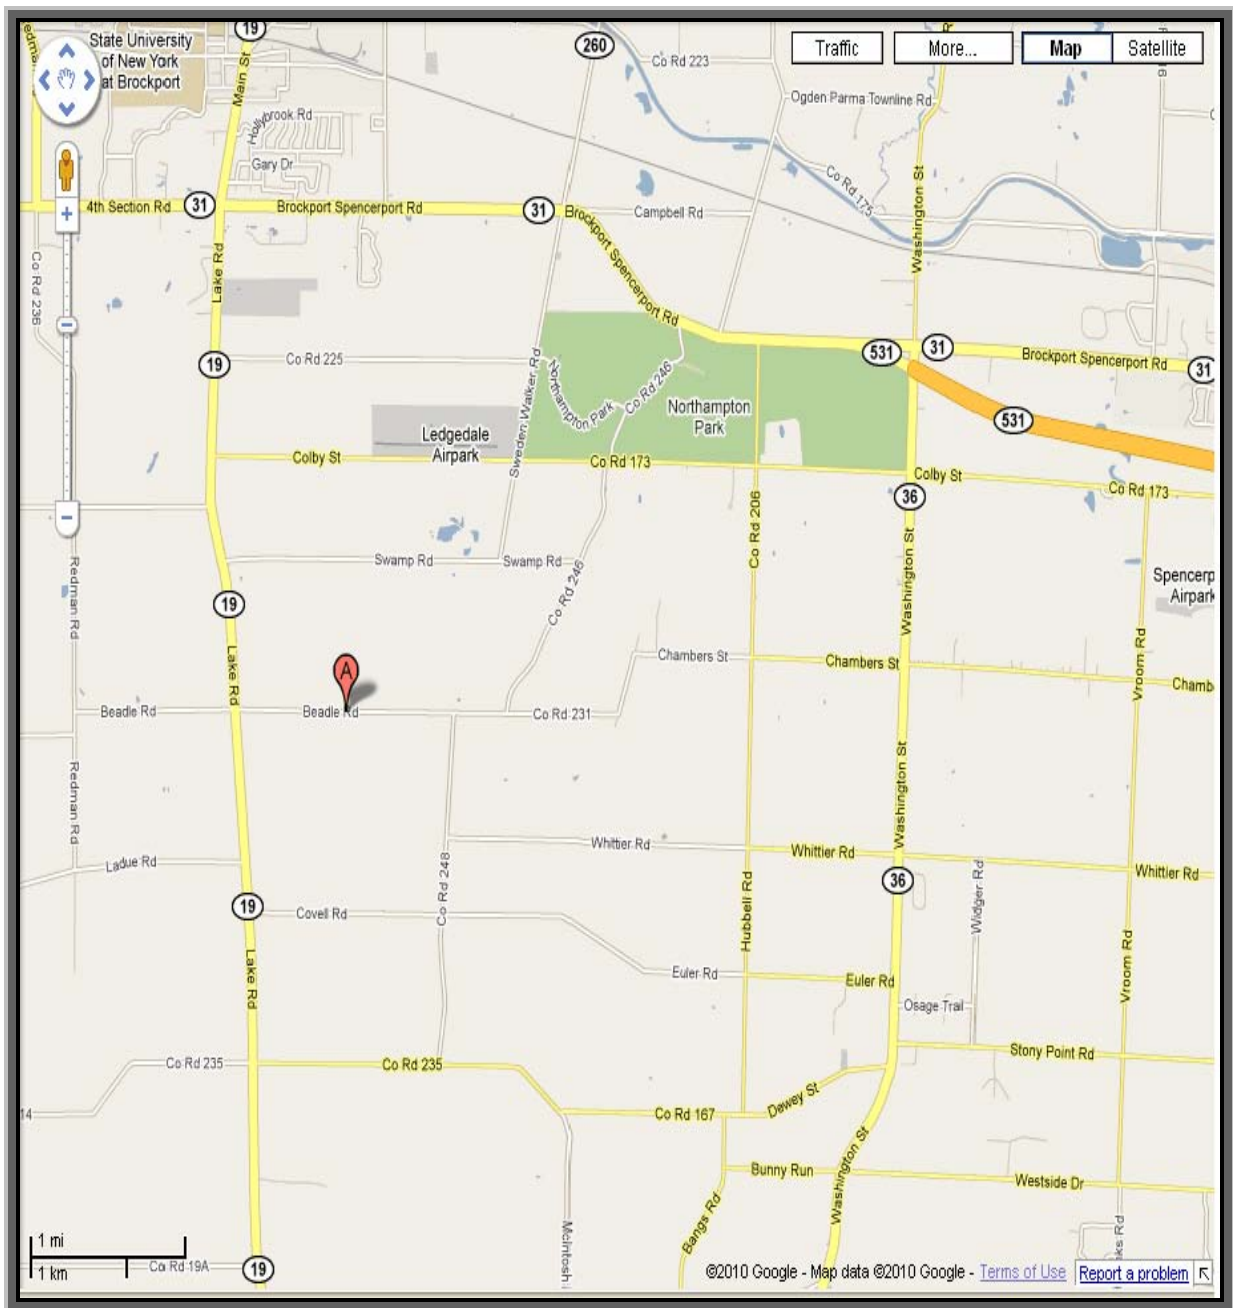 19
260
State University
of New York
at Brockport
Main St
Co Rd 223
Traffic
More...
Map
Satellite
Ogden Parma Townline Rd
Hollybrook Rd
Gary Dr
Co Rd 175
Washington St
4th Section Rd
31
Brockport Spencerport Rd
31
Brockport Spencerport Rd
Campbell Rd
Co Rd 236
Lake Rd
19
Co Rd 225
Sweden Walker Rd
Northampton Park
Co Rd 246
Northampton
Park
531
31
Brockport Spencerport Rd
31
531
Ledgedale
Airpark
Colby St
Co Rd 173
Colby St
Co Rd 173
36
Co Rd 206
Redman Rd
Swamp Rd
Swamp Rd
Co Rd 246
Washington St
Spencerp
Airpark
19
Lake Rd
A
Chambers St
Chambers St
Vroom Rd
Chamb
Beadle Rd
Beadle Rd
Co Rd 231
Redman Rd
Washington St
Ladue Rd
Co Rd 248
Whittier Rd
Whittier Rd
Whittier Rd
36
Widger Rd
Hubbell Rd
19
Covell Rd
Lake Rd
Euler Rd
Euler Rd
Vroom Rd
Osage Trail
Co Rd 235
Co Rd 235
Stony Point Rd
14
Co Rd 167
Dewey St
Washington St
Bunny Run
Westside Dr
Bangs Rd
McIntosh
ks Rd
1 mi
1 km
Co Rd 19A
19
©2010 Google - Map data ©2010 Google - Terms of Use
Report a problem